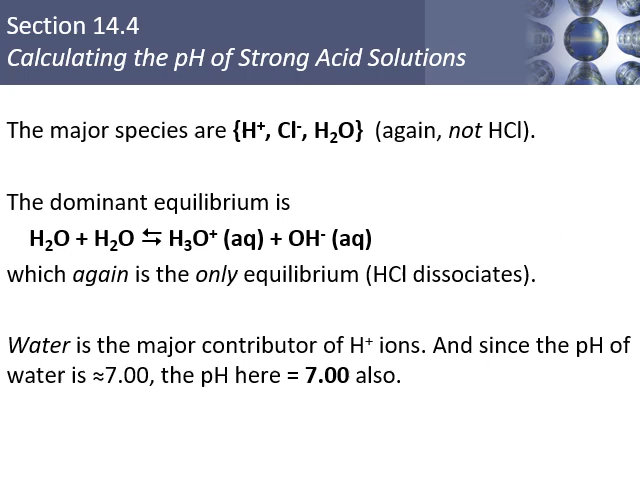 Section 14.4
Calculating the pH of Strong Acid Solutions
The major species are {H⁺, Cl⁻, H₂O} (again, not HCl).
The dominant equilibrium is
H₂O + H₂O ⇆ H₃O⁺ (aq) + OH⁻ (aq)
which again is the only equilibrium (HCl dissociates).
Water is the major contributor of H⁺ ions. And since the pH of
water is ≈7.00, the pH here = 7.00 also.